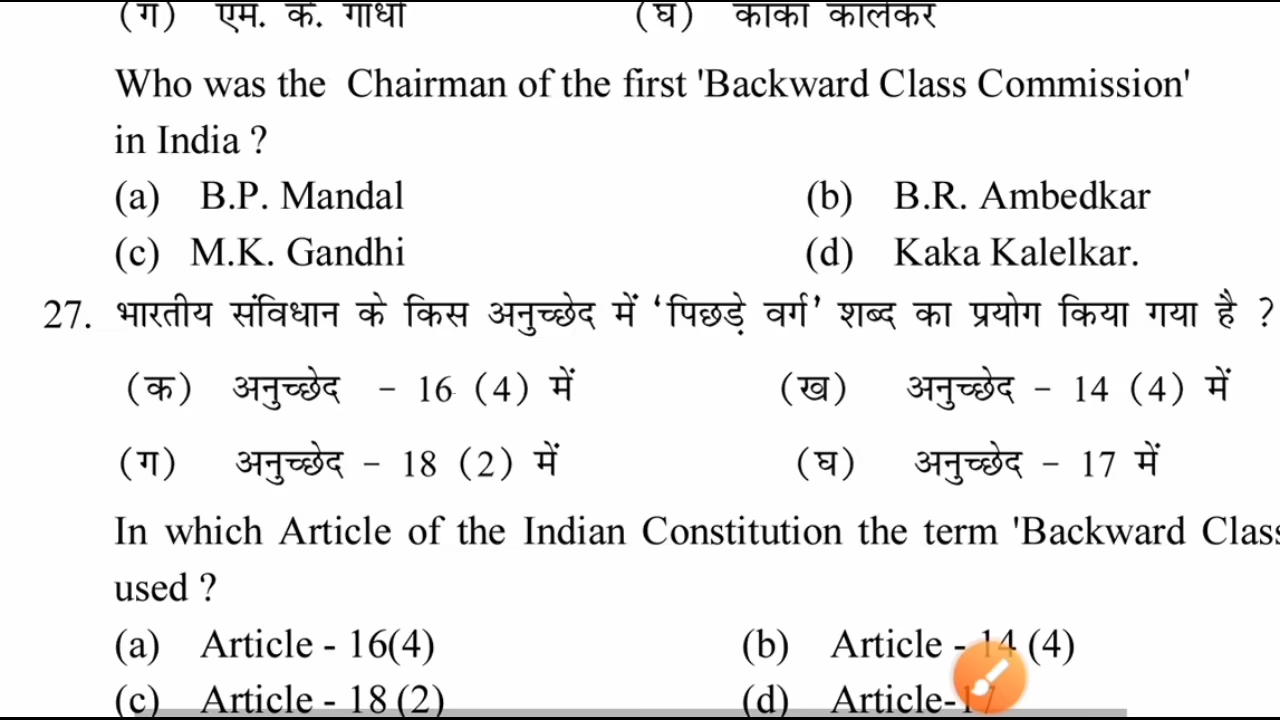 (ग) एम. के. गांधी (घ) काका कालेकर
Who was the Chairman of the first 'Backward Class Commission'
in India ?
(a) B.P. Mandal (b) B.R. Ambedkar
(c) M.K. Gandhi (d) Kaka Kalelkar.
27. भारतीय संविधान के किस अनुच्छेद में ‘पिछड़े वर्ग’ शब्द का प्रयोग किया गया है ?
(क) अनुच्छेद - 16 (4) में (ख) अनुच्छेद - 14 (4) में
(ग) अनुच्छेद - 18 (2) में (घ) अनुच्छेद - 17 में
In which Article of the Indian Constitution the term 'Backward Class
used ?
(a) Article - 16(4) (b) Article - 14 (4)
(c) Article - 18 (2) (d) Article-17